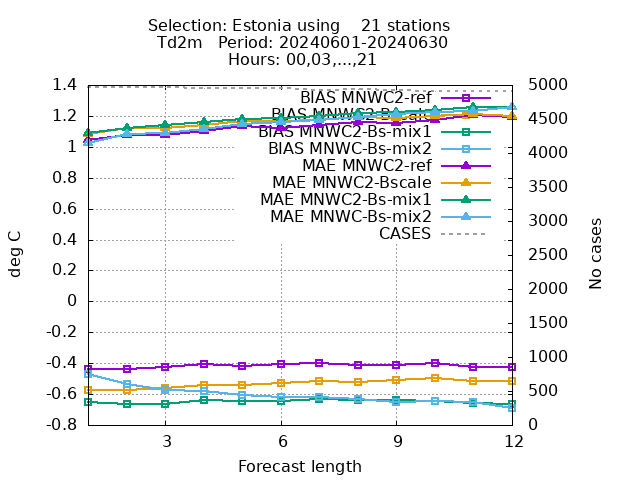 Selection: Estonia using 21 stations
Td2m Period: 20240601-20240630
Hours: 00,03,...,21
1.4
1.2
1
0.8
0.6
0.4
0.2
0
-0.2
-0.4
-0.6
-0.8
deg C
BIAS MNWC2-ref
BIAS MNWC2-Bscale
BIAS MNWC2-Bs-mix1
BIAS MNWC-Bs-mix2
MAE MNWC2-ref
MAE MNWC2-Bscale
MAE MNWC2-Bs-mix1
MAE MNWC-Bs-mix2
CASES
5000
4500
4000
3500
3000
2500
2000
1500
1000
500
0
No cases
3 6 9 12
Forecast length